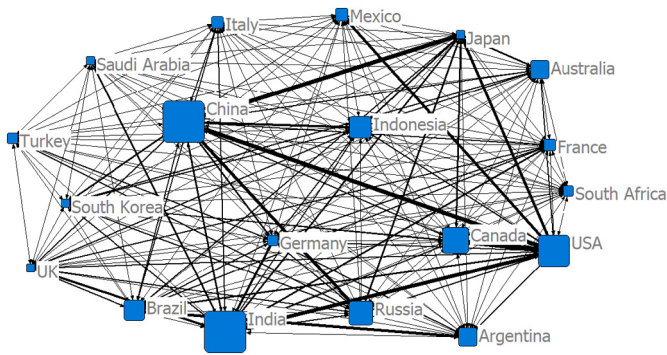 Mexico
Italy
Japan
Saudi Arabia
Australia
China
Indonesia
Turkey
France
South Africa
South Korea
Canada
Germany
USA
UK
Brazil
India
Russia
Argentina